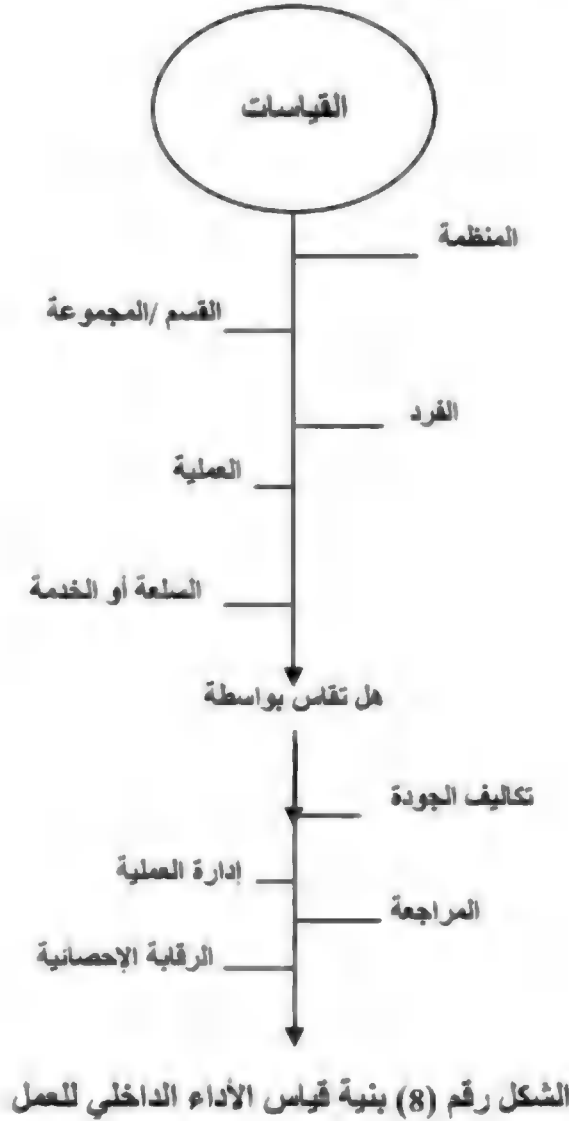 القياسات
المنظمة
القسم /المجموعة
الفرد
العملية
السلعة أو الخدمة
هل تقاس بواسطة
تكاليف الجودة
إدارة العملية
المراجعة
الرقابة الإحصائية
الشكل رقم (8) بنية قياس الأداء الداخلي للعمل